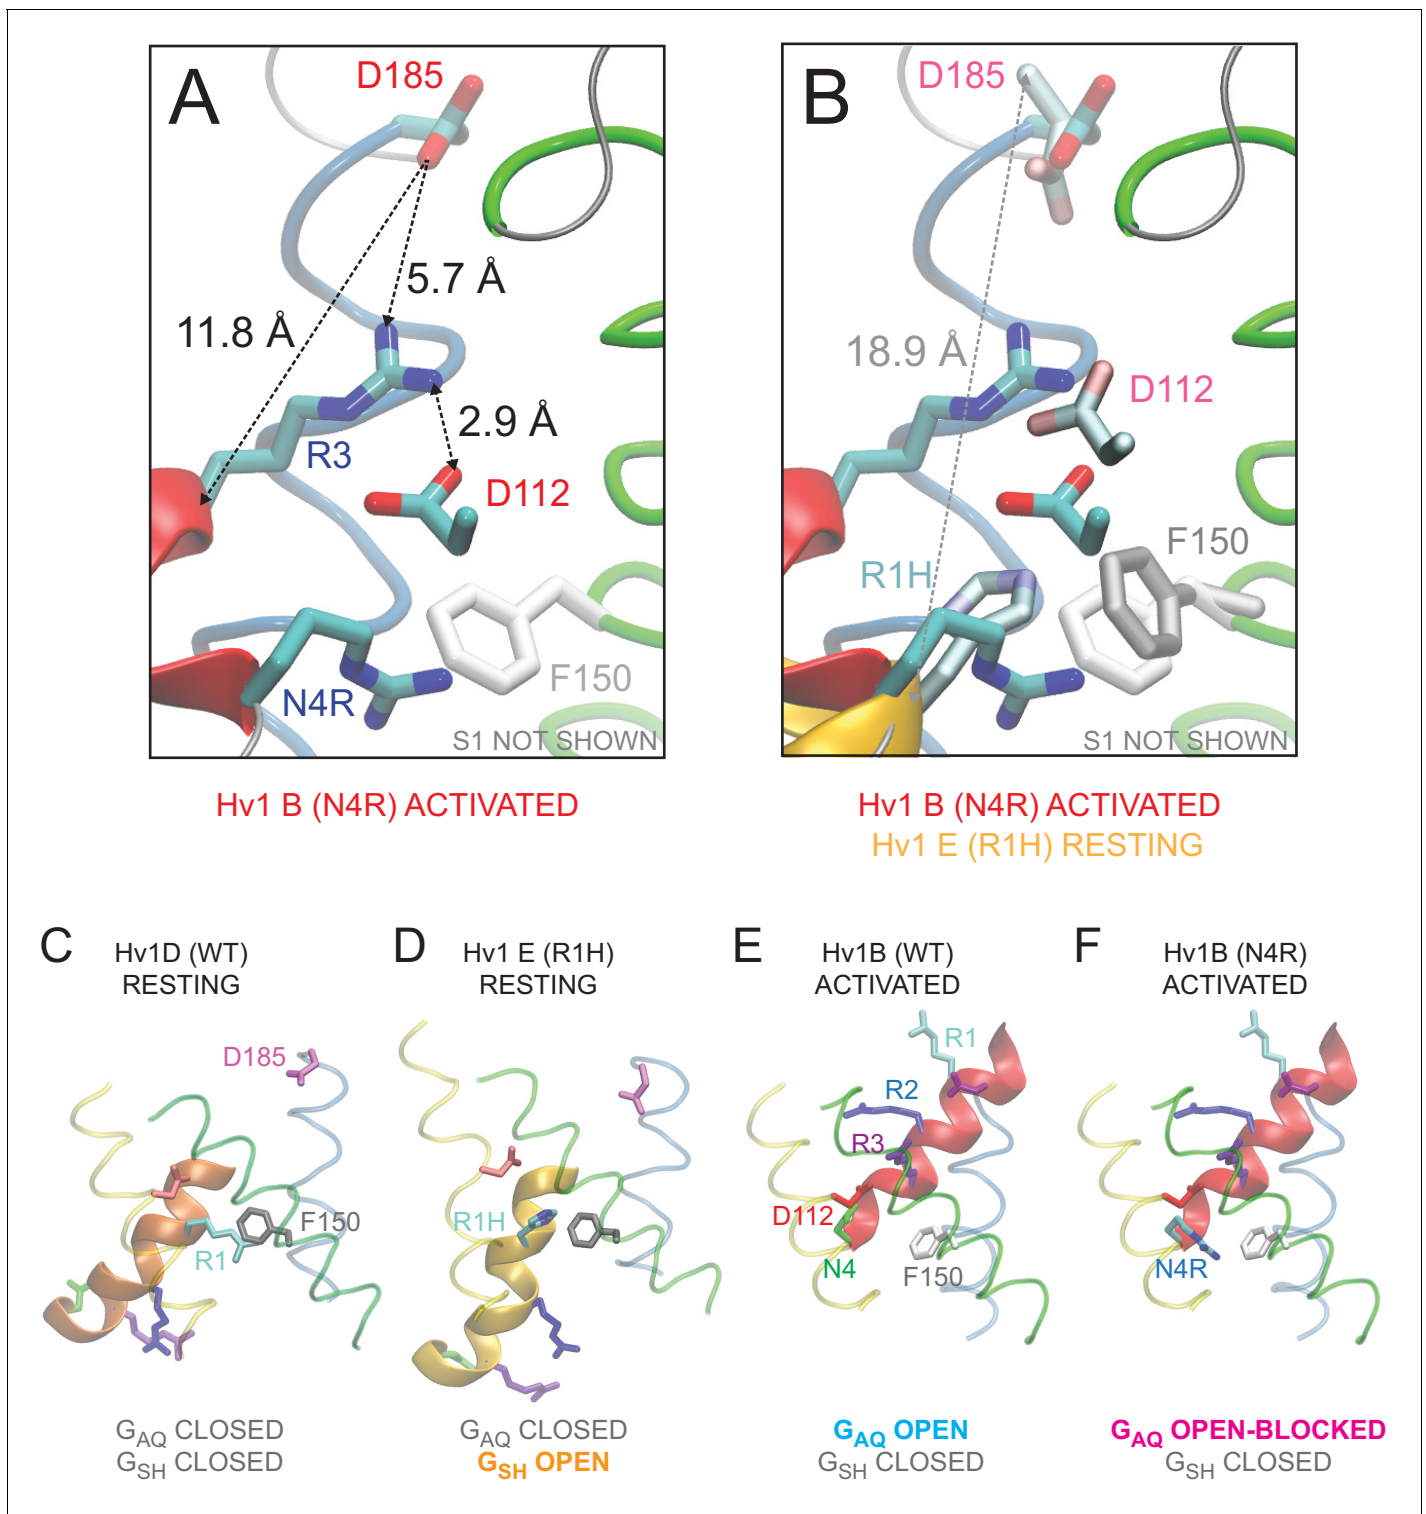 A
D185
5.7 Å
11.8 Å
2.9 Å
R3
D112
N4R
F150
S1 NOT SHOWN
Hv1 B (N4R) ACTIVATED
B
D185
18.9 Å
D112
F150
R1H
S1 NOT SHOWN
Hv1 B (N4R) ACTIVATED
Hv1 E (R1H) RESTING
C
Hv1D (WT)
RESTING
D185
F150
R1
GAQ CLOSED
GSH CLOSED
D
Hv1 E (R1H)
RESTING
R1H
GAQ CLOSED
GSH OPEN
E
Hv1B (WT)
ACTIVATED
R1
R2
R3
D112
N4
F150
GAQ OPEN
GSH CLOSED
F
Hv1B (N4R)
ACTIVATED
N4R
GAQ OPEN-BLOCKED
GSH CLOSED